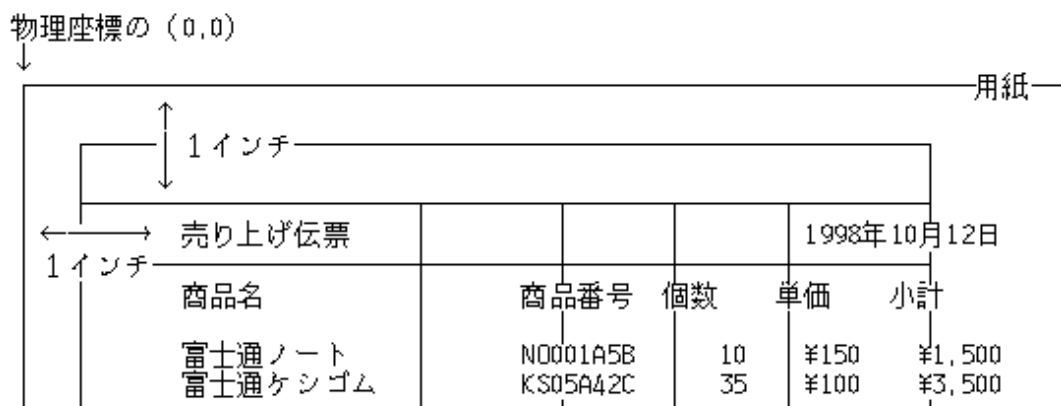 物理座標の (0,0)
↓
用紙
1インチ
売り上げ伝票 1998年10月12日
1インチ
商品名 商品番号 個数 単価 小計
富士通ノート NO001A5B 10 ¥150 ¥1,500
富士通ケシゴム KS05A42C 35 ¥100 ¥3,500